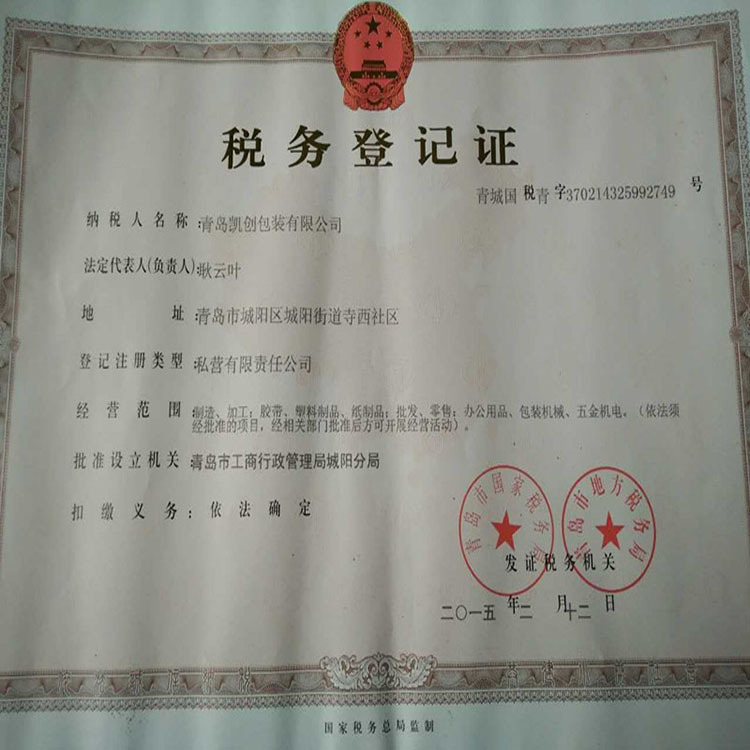 税务登记证
青城国 税青 字370214325992749 号
纳税人名称:青岛凯创包装有限公司
法定代表人(负责人):耿云叶
地 址:青岛市城阳区城阳街道寺西社区
登记注册类型:私营有限责任公司
经营范围:制造、加工:胶带、塑料制品、纸制品;批发、零售:办公用品、包装机械、五金机电。(依法须
经批准的项目,经相关部门批准后方可开展经营活动)。
批准设立机关:青岛市工商行政管理局城阳分局
扣缴义务:依法确定
青岛市国家税务局
青岛市地方税务局
发证税务机关
二〇一五 年 二 月 十二 日
国家税务总局监制